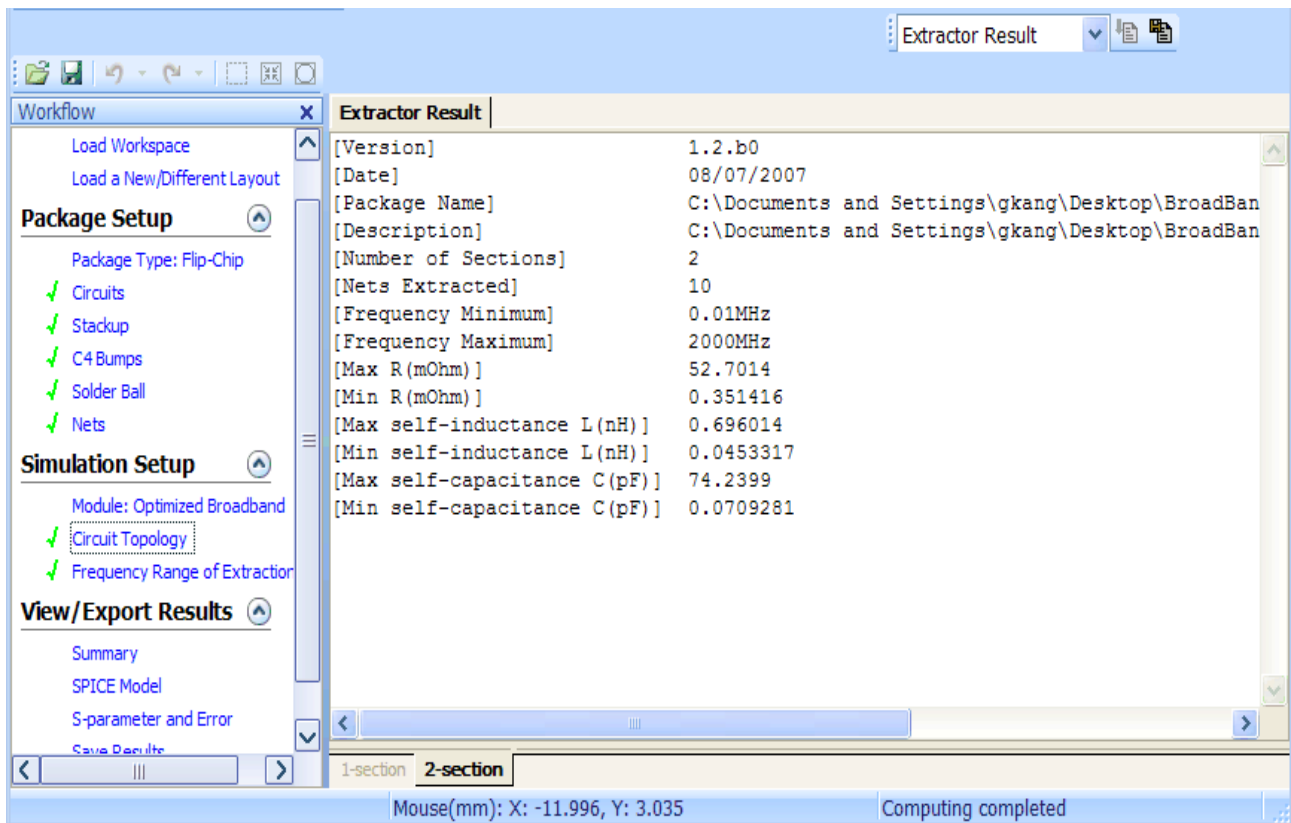 Extractor Result
Workflow
Load Workspace
Load a New/Different Layout
Package Setup
Package Type: Flip-Chip
Circuits
Stackup
C4 Bumps
Solder Ball
Nets
Simulation Setup
Module: Optimized Broadband
Circuit Topology
Frequency Range of Extraction
View/Export Results
Summary
SPICE Model
S-parameter and Error
Save Results
Extractor Result
[Version] 1.2.b0
[Date] 08/07/2007
[Package Name] C:\Documents and Settings\gkang\Desktop\BroadBan
[Description] C:\Documents and Settings\gkang\Desktop\BroadBan
[Number of Sections] 2
[Nets Extracted] 10
[Frequency Minimum] 0.01MHz
[Frequency Maximum] 2000MHz
[Max R(mOhm)] 52.7014
[Min R(mOhm)] 0.351416
[Max self-inductance L(nH)] 0.696014
[Min self-inductance L(nH)] 0.0453317
[Max self-capacitance C(pF)] 74.2399
[Min self-capacitance C(pF)] 0.0709281
1-section 2-section
Mouse(mm): X: -11.996, Y: 3.035 Computing completed